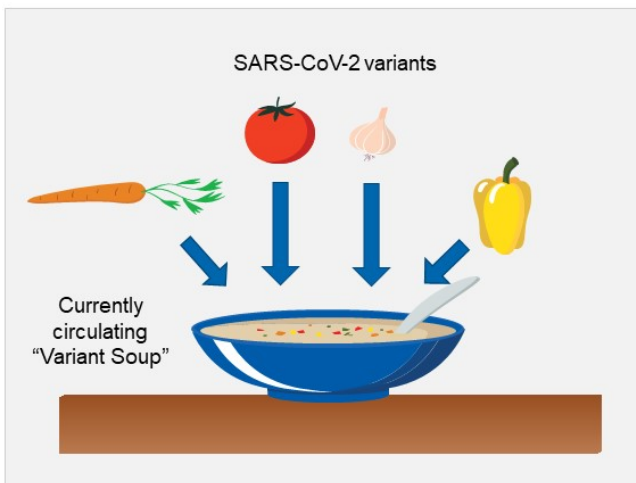 SARS-CoV-2 variants
Currently
circulating
“Variant Soup”